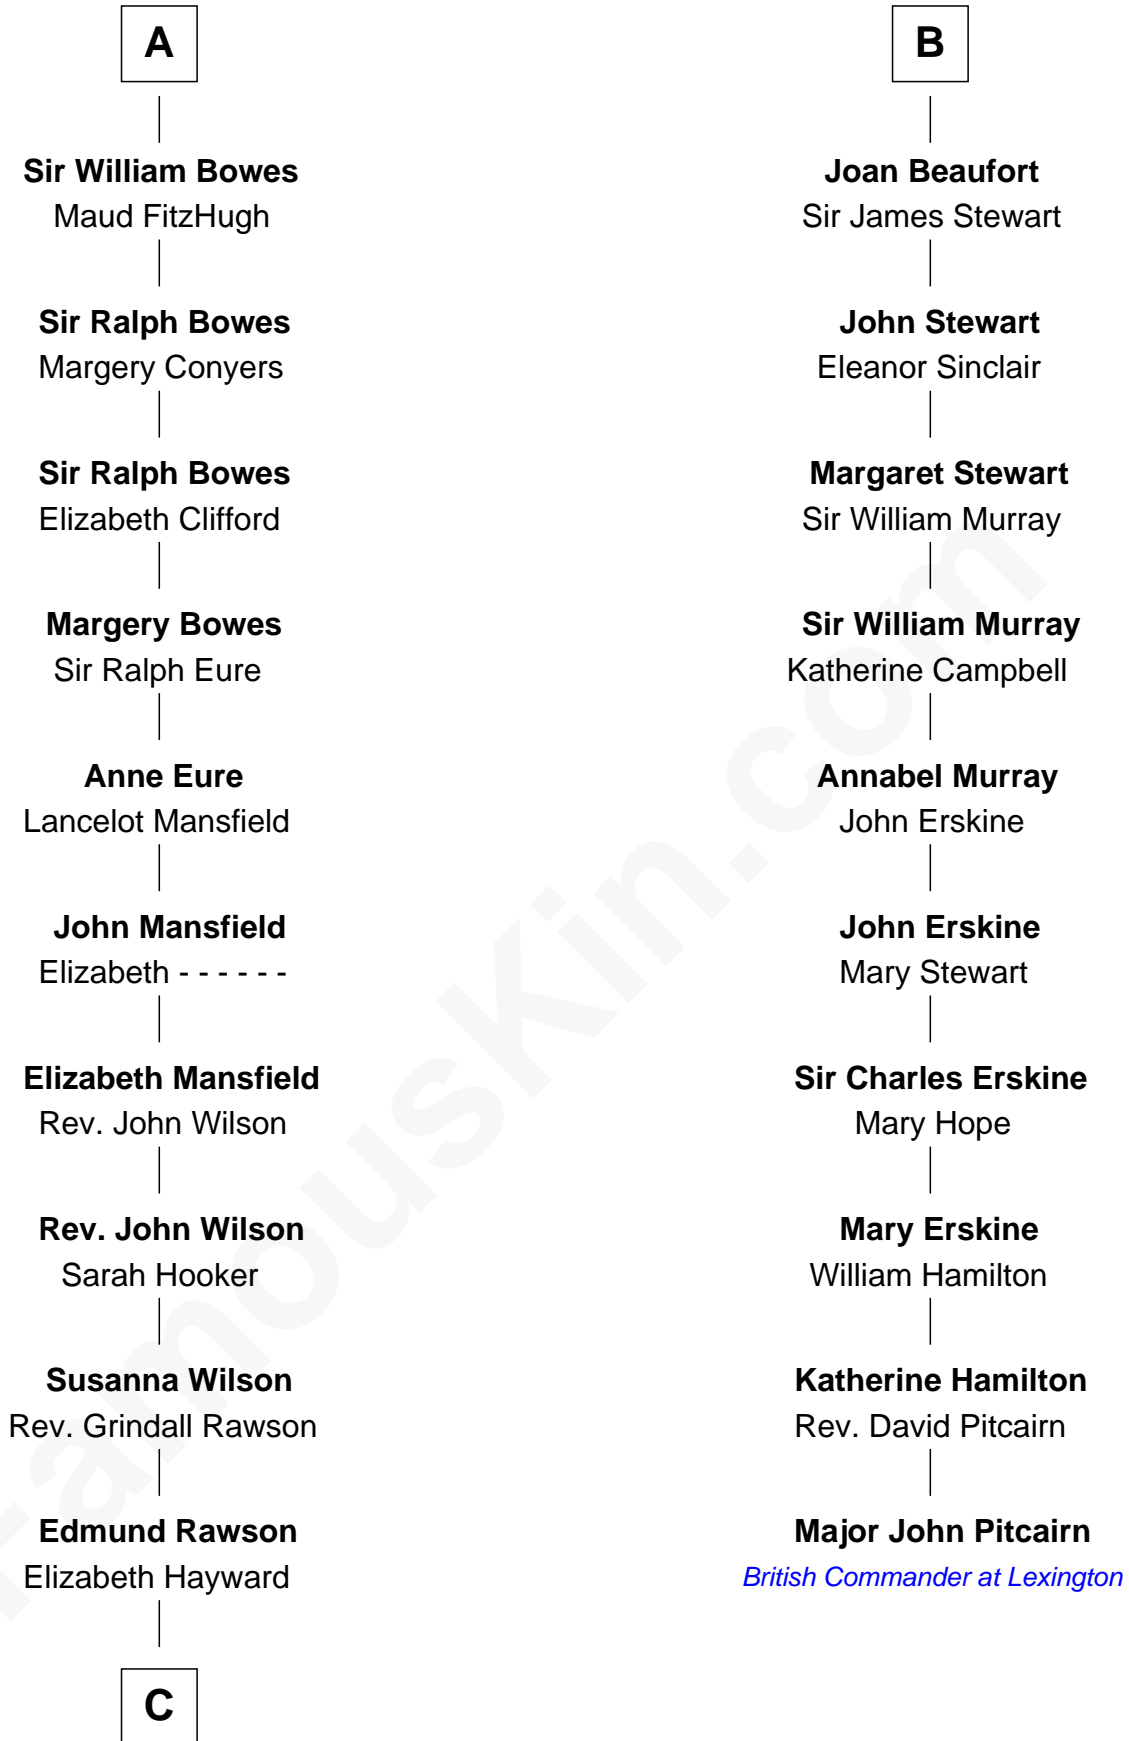 A
Sir William Bowes
Maud FitzHugh
Sir Ralph Bowes
Margery Conyers
Sir Ralph Bowes
Elizabeth Clifford
Margery Bowes
Sir Ralph Eure
Anne Eure
Lancelot Mansfield
John Mansfield
Elizabeth - - - - - -
Elizabeth Mansfield
Rev. John Wilson
Rev. John Wilson
Sarah Hooker
Susanna Wilson
Rev. Grindall Rawson
Edmund Rawson
Elizabeth Hayward
C
B
Joan Beaufort
Sir James Stewart
John Stewart
Eleanor Sinclair
Margaret Stewart
Sir William Murray
Sir William Murray
Katherine Campbell
Annabel Murray
John Erskine
John Erskine
Mary Stewart
Sir Charles Erskine
Mary Hope
Mary Erskine
William Hamilton
Katherine Hamilton
Rev. David Pitcairn
Major John Pitcairn
British Commander at Lexington
FamousKin.com